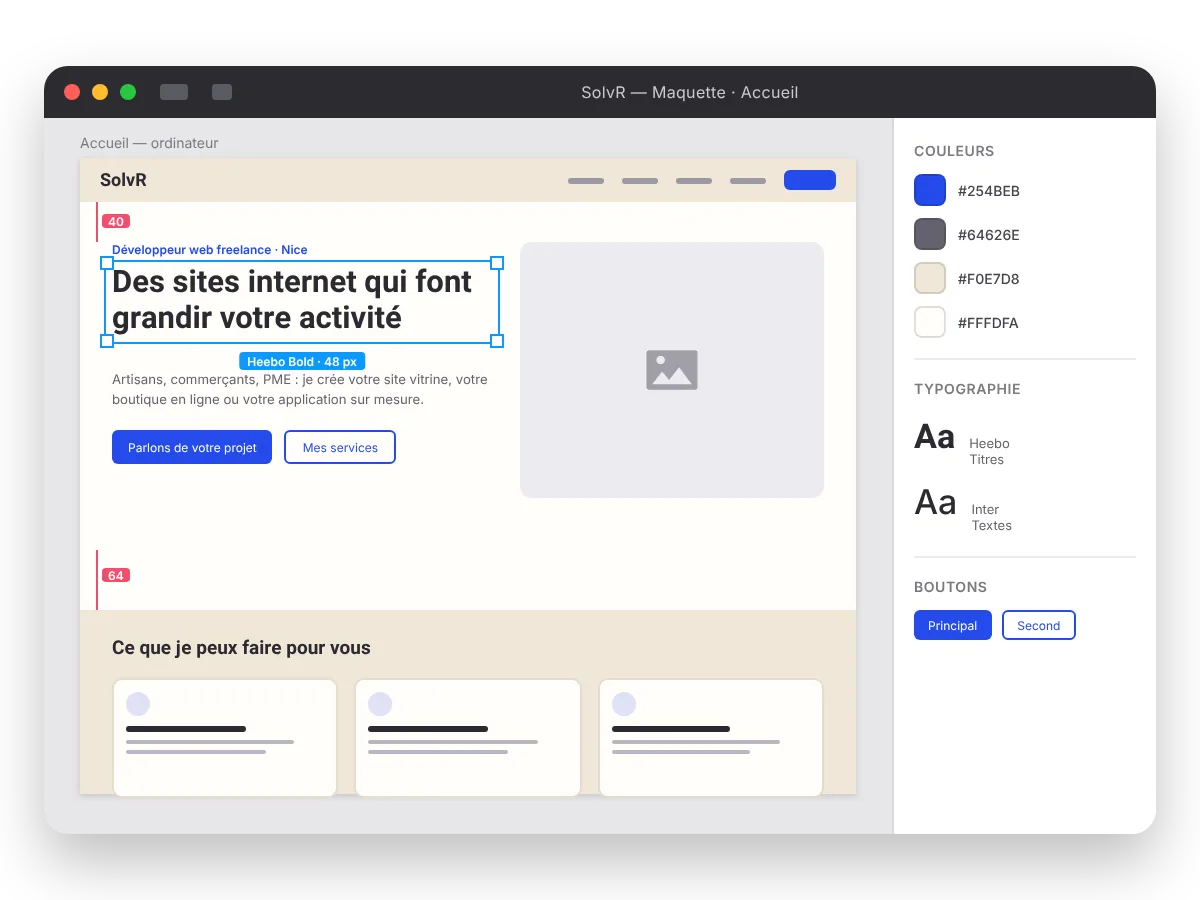 SolvR — Maquette · Accueil
Accueil — ordinateur
SolvR
40
Développeur web freelance · Nice
Des sites internet qui font
grandir votre activité
Heebo Bold · 48 px
Artisans, commerçants, PME : je crée votre site vitrine, votre
boutique en ligne ou votre application sur mesure.
Parlons de votre projet
Mes services
64
Ce que je peux faire pour vous
COULEURS
#254BEB
#64626E
#F0E7D8
#FFFDFA
TYPOGRAPHIE
Aa
Heebo
Titres
Aa
Inter
Textes
BOUTONS
Principal
Second